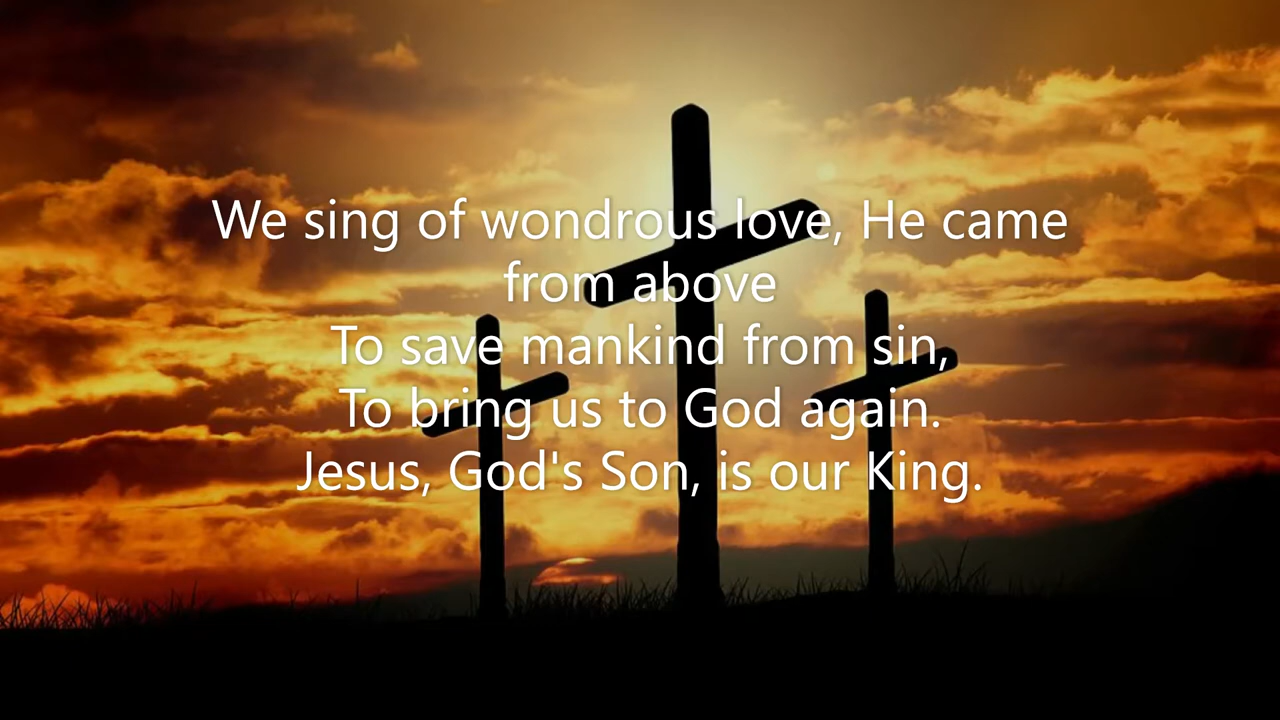 We sing of wondrous love, He came
from above
To save mankind from sin,
To bring us to God again.
Jesus, God's Son, is our King.